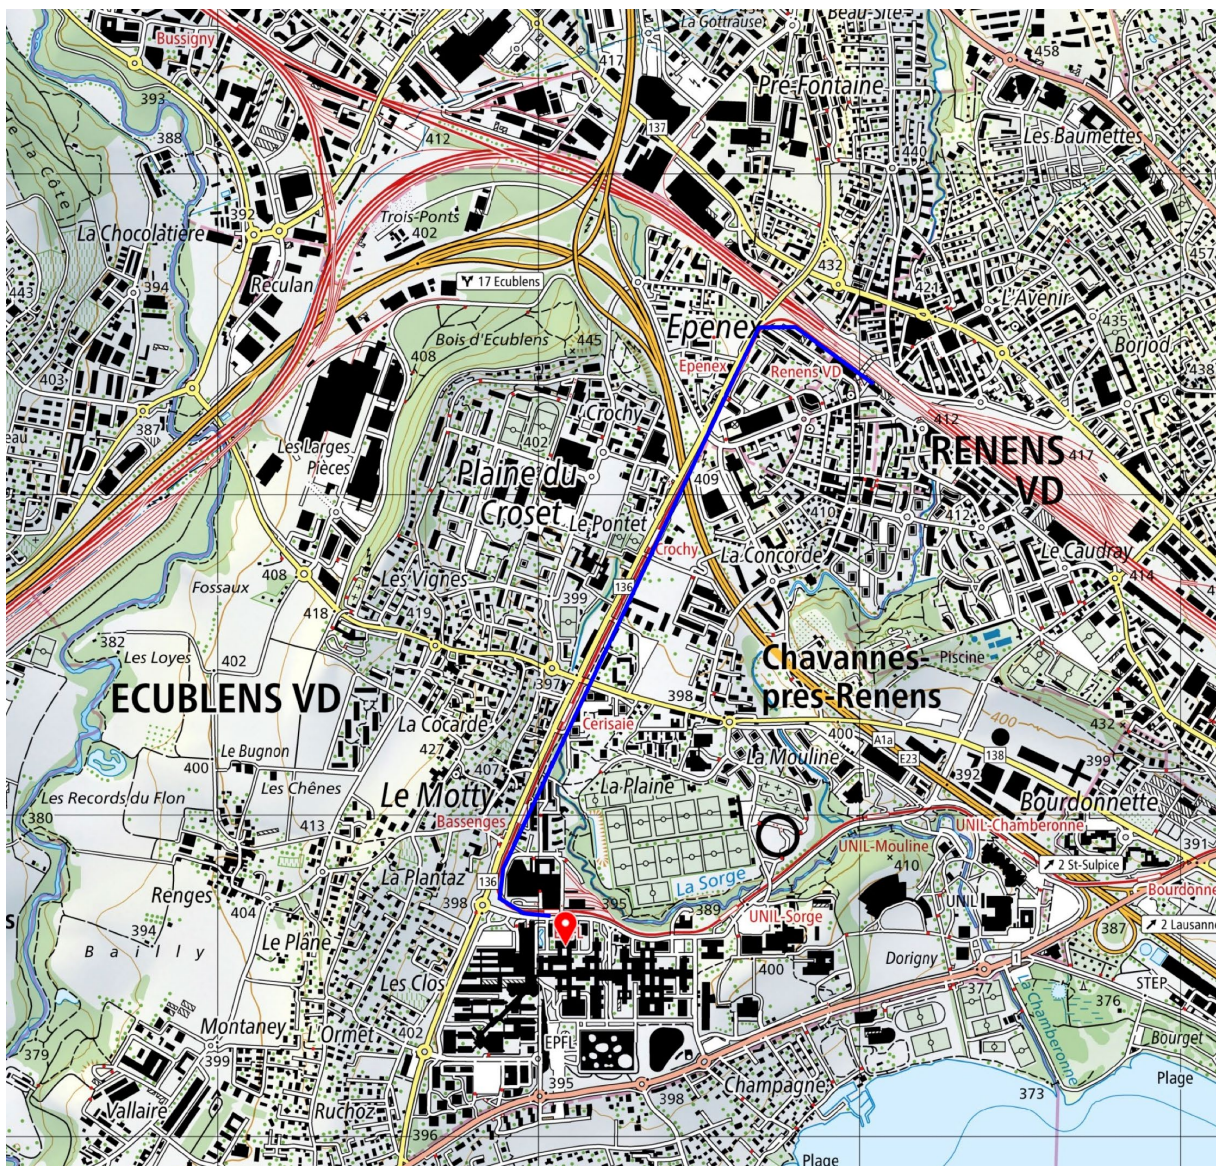 La Gottrause
Beau-Site
Bussigny
417
458
Pré-Fontaine
393
388
412
137
Les Baumettes
440
e la Côte
Trois-Ponts
402
392
La Chocolatière
432
457
Reculan
17 Ecublens
421
443
394
L'Avenir
Epenex
435
Bois d'Ecublens
445
Borjod
408
Epenex
Renens VD
438
403
387
Crochy
412
eau
402
Les Larges
Pièces
RENENS
VD
417
Plaine du
Croset
409
Le Pontet
410
412
Crochy
La Concorde
Le Caudray
408
Les Vignes
414
Fossaux
136
399
419
418
382
Les Loyes
402
Piscine
Chavannes-
près-Renens
397
398
ECUBLENS VD
400
La Cocarde
Cerisaie
432
427
400
A1a
138
Le Bugnon
E23
399
400
407
La Mouline
392
Les Chênes
La Plaine
Les Records du Flon
Le Motty
Bourdonnette
380
Bassenges
UNIL-Chamberonne
413
UNIL-Mouline
391
410
2 St-Sulpice
La Plantaz
136
La Sorge
Bourdonne
Renges
398
395
389
UNIL
404
UNIL-Sorge
387
2 Lausanne
394
Le Plane
Bailly
400
Dorigny
1
377
STEP
Les Clos
La Chamberonne
376
Montaney
L'Ormet
402
Bourget
379
399
EPFL
395
398
Champagne
373
Plage
Vallaire
Ruchoz
398
396
Plage